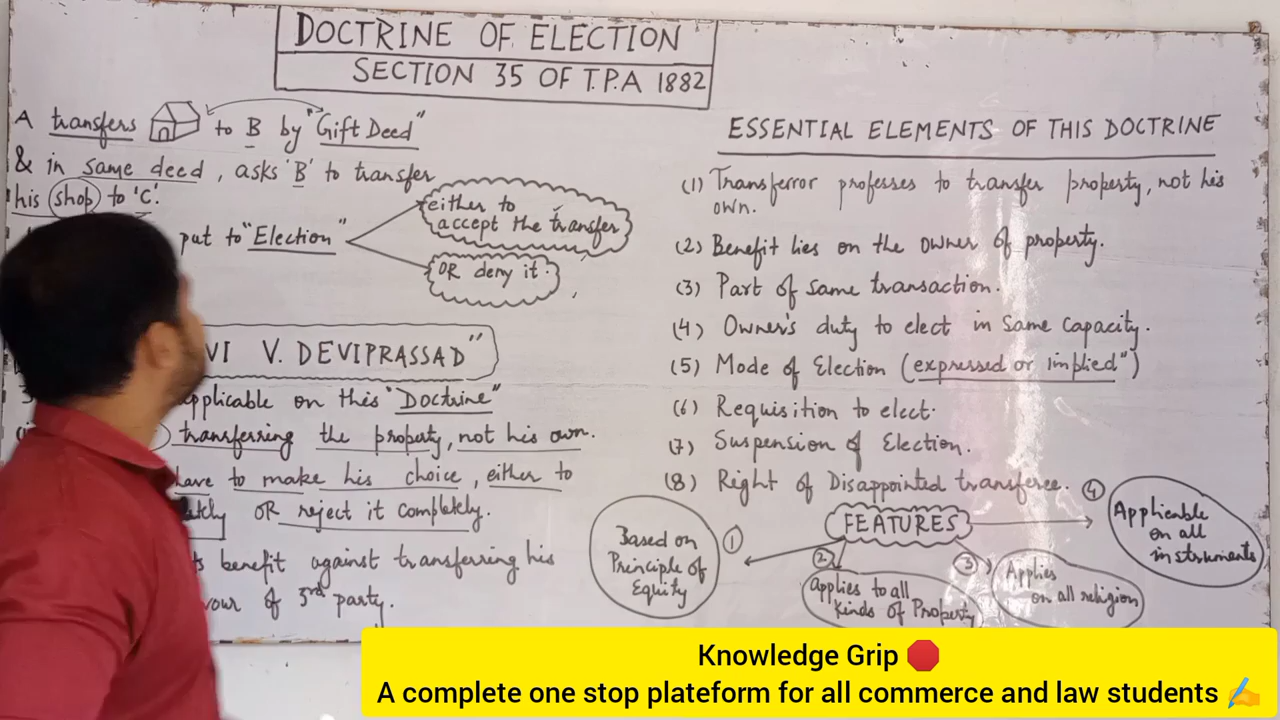 DOCTRINE OF ELECTION
SECTION 35 OF T.P.A 1882
A transfers to B by "Gift Deed"
& in same deed, asks 'B' to transfer
his shop to 'C'.
put to "Election"
either to
accept the transfer
OR deny it.
VI V. DEVIPRASSAD"
applicable on this "Doctrine"
transferring the property, not his own.
have to make his choice, either to
OR reject it completely.
benefit against transferring his
of 3rd party.
ESSENTIAL ELEMENTS OF THIS DOCTRINE
(1) Transferror professes to transfer property, not his
own.
(2) Benefit lies on the owner of property.
(3) Part of same transaction.
(4) Owner's duty to elect in same capacity.
(5) Mode of Election (expressed or implied")
(6) Requisition to elect.
(7) Suspension of Election.
(8) Right of Disappointed transferee.
FEATURES
1
Based on
Principle of
Equity
2
Applies to all
kinds of Property
3
Applies
on all religion
4
Applicable
on all
instruments
Knowledge Grip 🛑
A complete one stop plateform for all commerce and law students ✍️